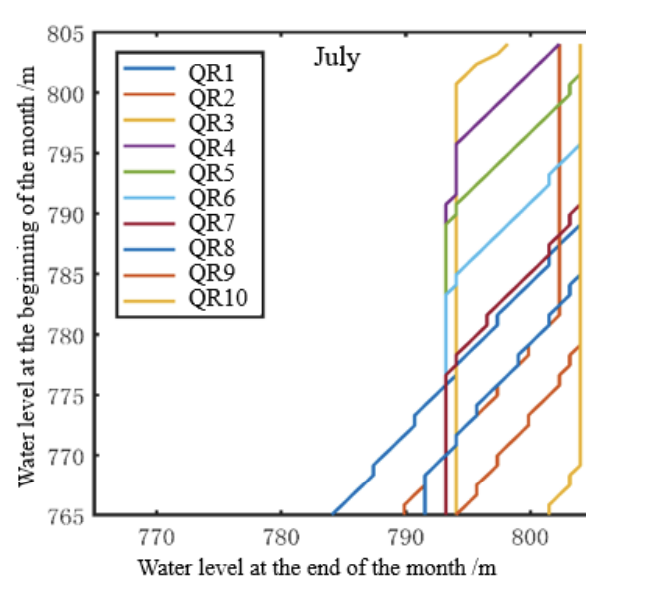 July
QR1
QR2
QR3
QR4
QR5
QR6
QR7
QR8
QR9
QR10
Water level at the beginning of the month /m
805
800
795
790
785
780
775
770
765
770 780 790 800
Water level at the end of the month /m